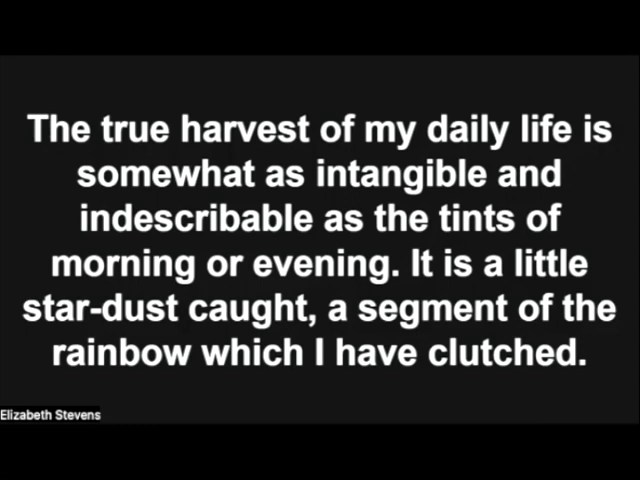 The true harvest of my daily life is
somewhat as intangible and
indescribable as the tints of
morning or evening. It is a little
star-dust caught, a segment of the
rainbow which I have clutched.
Elizabeth Stevens